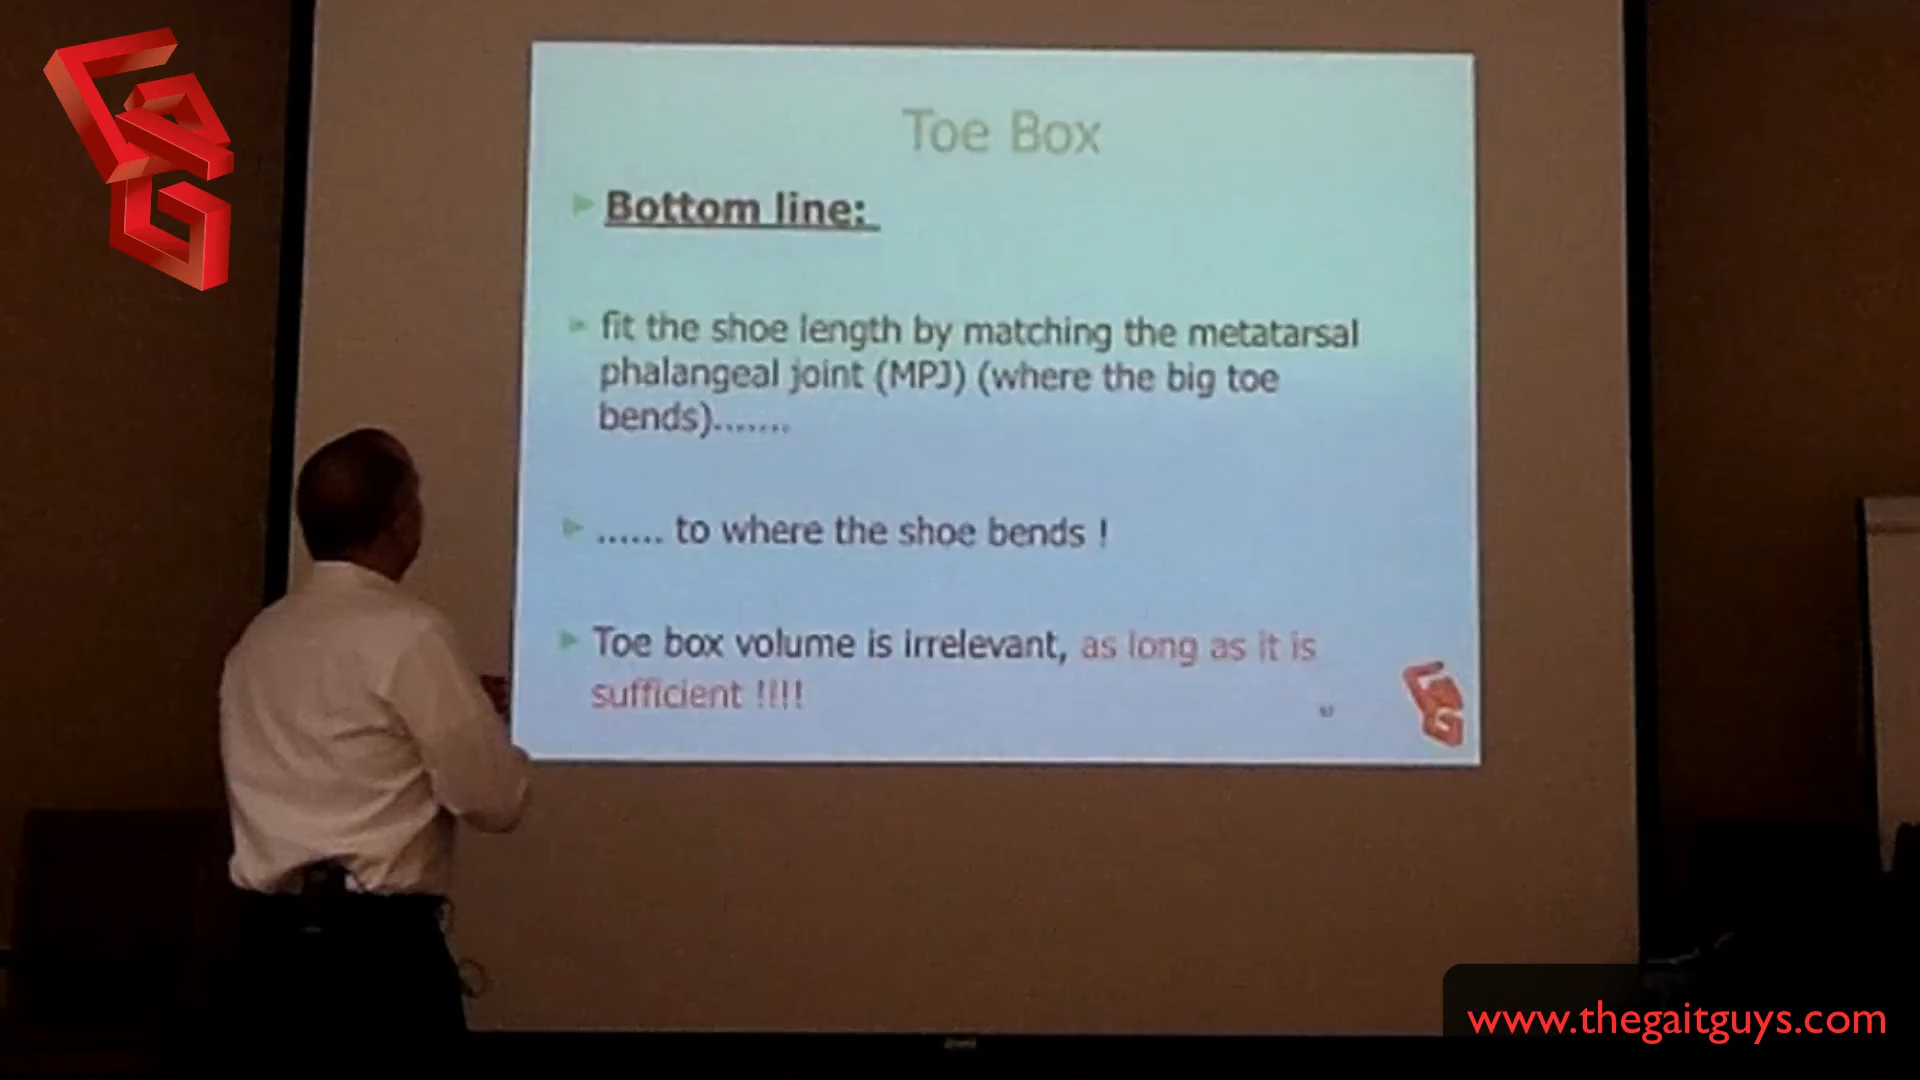 Toe Box
Bottom line:
fit the shoe length by matching the metatarsal
phalangeal joint (MPJ) (where the big toe
bends).......
...... to where the shoe bends !
Toe box volume is irrelevant, as long as it is
sufficient !!!!
www.thegaitguys.com